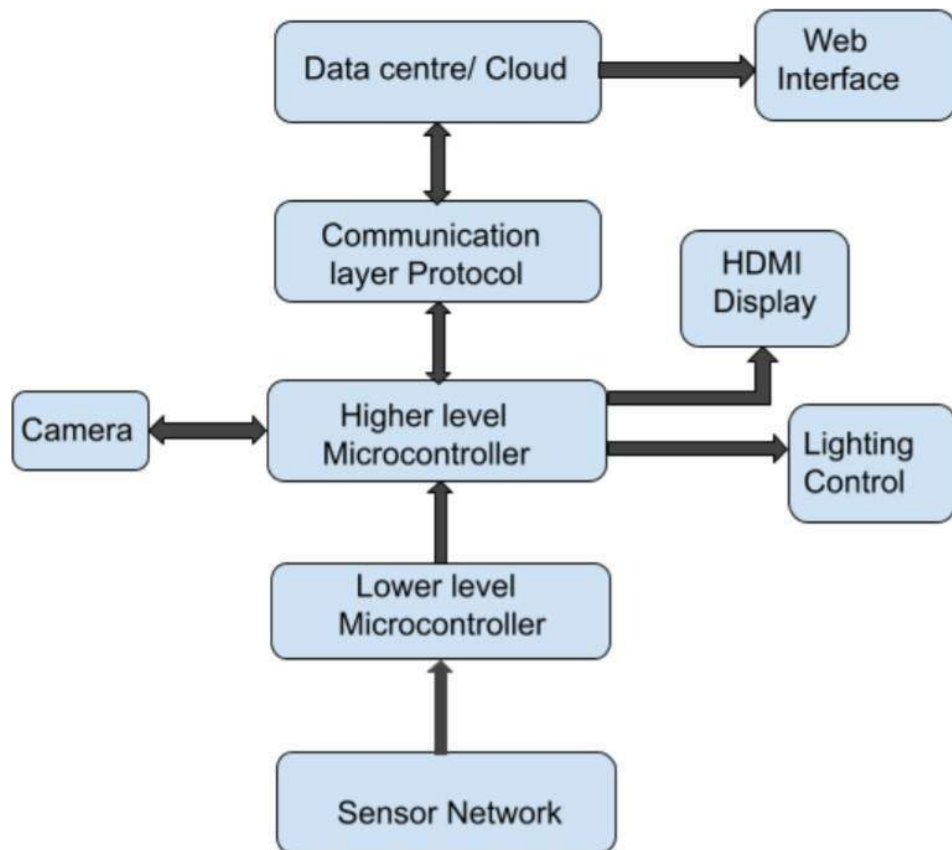 Data centre/ Cloud
Web
Interface
Communication
layer Protocol
HDMI
Display
Camera
Higher level
Microcontroller
Lighting
Control
Lower level
Microcontroller
Sensor Network